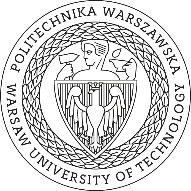 POLITECHNIKA WARSZAWSKA
WARSAW UNIVERSITY OF TECHNOLOGY